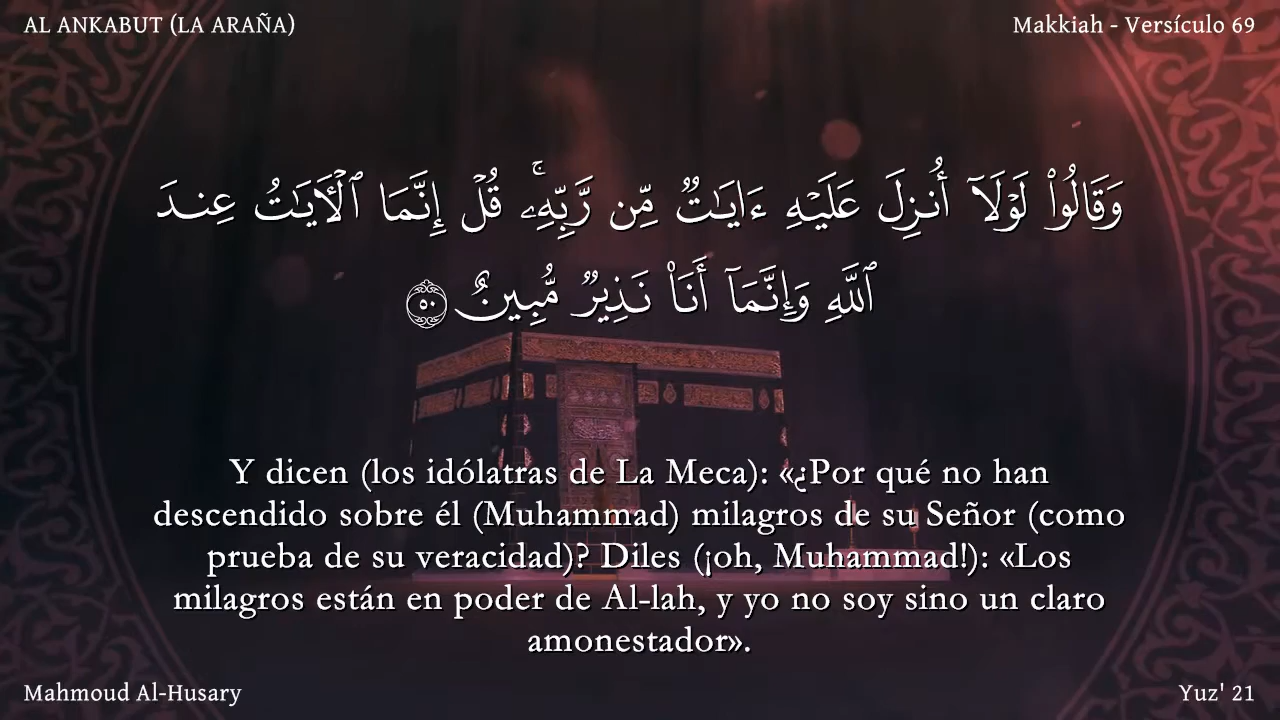 AL ANKABUT (LA ARAÑA)
Makkiah - Versículo 69
وَقَالُوا۟ لَوْلَآ أُنزِلَ عَلَيْهِ ءَايَـٰتٌ مِّن رَّبِّهِۦ ۖ قُلْ إِنَّمَا ٱلْـَٔايَـٰتُ عِندَ
ٱللَّهِ وَإِنَّمَآ أَنَا۠ نَذِيرٌ مُّبِينٌ ٥٠
Y dicen (los idólatras de La Meca): «¿Por qué no han
descendido sobre él (Muhammad) milagros de su Señor (como
prueba de su veracidad)? Diles (¡oh, Muhammad!): «Los
milagros están en poder de Al-lah, y yo no soy sino un claro
amonestador».
Mahmoud Al-Husary
Yuz' 21